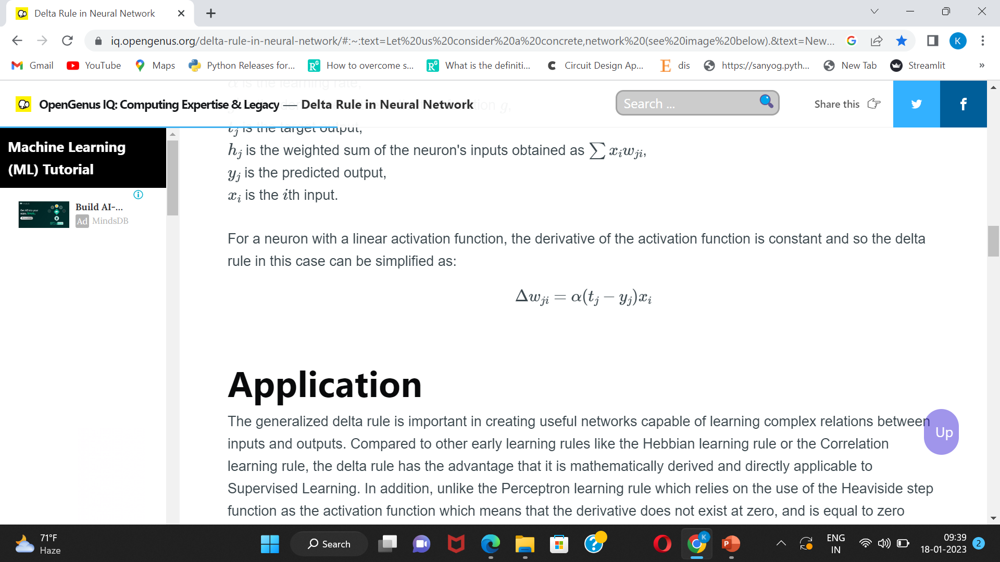 Delta Rule in Neural Network
iq.opengenus.org/delta-rule-in-neural-network/#:~:text=Let%20us%20consider%20a%20concrete,network%20(see%20image%20below).&text=New...
K
Gmail YouTube Maps Python Releases for... How to overcome s... What is the definiti... Circuit Design Ap... dis https://sanyog.pyth... New Tab Streamlit »
α is the learning rate,
OpenGenus IQ: Computing Expertise & Legacy — Delta Rule in Neural Network
Search ...
Share this
t_j is the target output,
h_j is the weighted sum of the neuron's inputs obtained as ∑ x_i w_ji,
y_j is the predicted output,
x_i is the ith input.
Machine Learning
(ML) Tutorial
Build AI-...
Ad MindsDB
For a neuron with a linear activation function, the derivative of the activation function is constant and so the delta
rule in this case can be simplified as:
Δw_ji = α(t_j − y_j)x_i
Application
The generalized delta rule is important in creating useful networks capable of learning complex relations between
inputs and outputs. Compared to other early learning rules like the Hebbian learning rule or the Correlation
learning rule, the delta rule has the advantage that it is mathematically derived and directly applicable to
Supervised Learning. In addition, unlike the Perceptron learning rule which relies on the use of the Heaviside step
function as the activation function which means that the derivative does not exist at zero, and is equal to zero
Up
71°F
Haze
Search
ENG
IN
09:39
18-01-2023
2